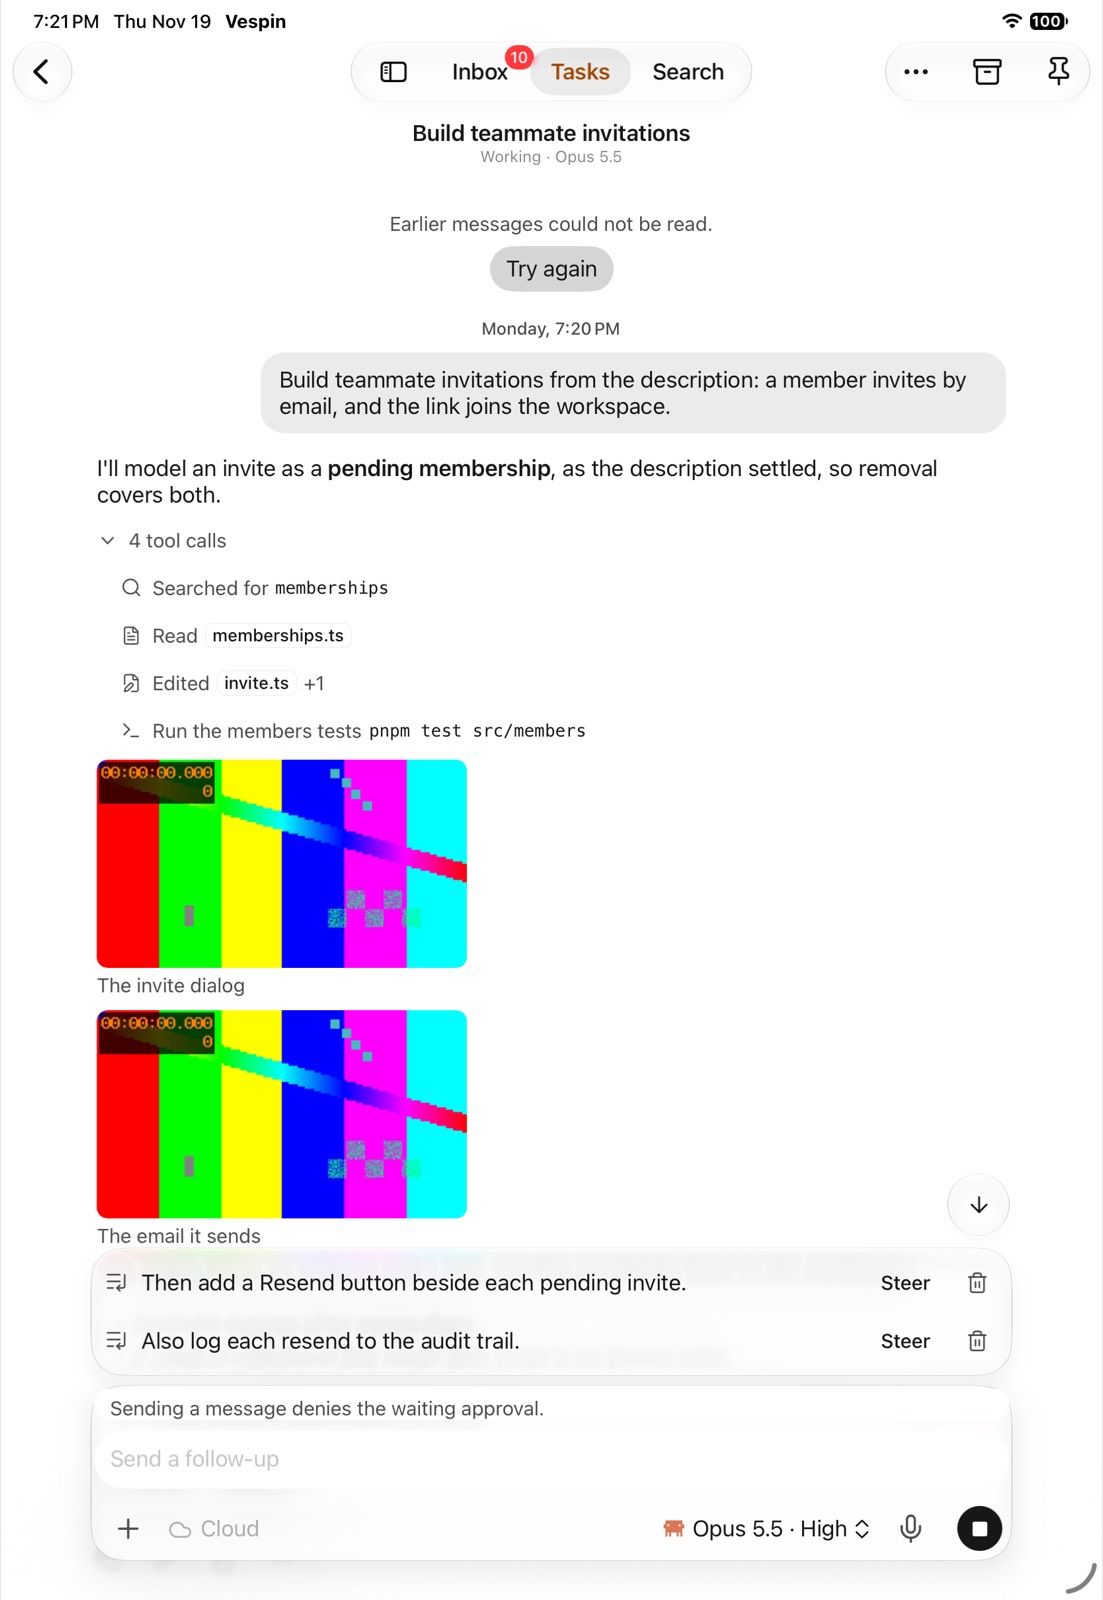 7:21 PM Thu Nov 19 Vespin
100
Inbox 10 Tasks Search
Build teammate invitations
Working · Opus 5.5
Earlier messages could not be read.
Try again
Monday, 7:20 PM
Build teammate invitations from the description: a member invites by
email, and the link joins the workspace.
I'll model an invite as a pending membership, as the description settled, so removal
covers both.
4 tool calls
Searched for memberships
Read memberships.ts
Edited invite.ts +1
Run the members tests pnpm test src/members
00:00:00.000
0
The invite dialog
00:00:00.000
0
The email it sends
Then add a Resend button beside each pending invite. Steer
Also log each resend to the audit trail. Steer
Sending a message denies the waiting approval.
Send a follow-up
Cloud Opus 5.5 · High